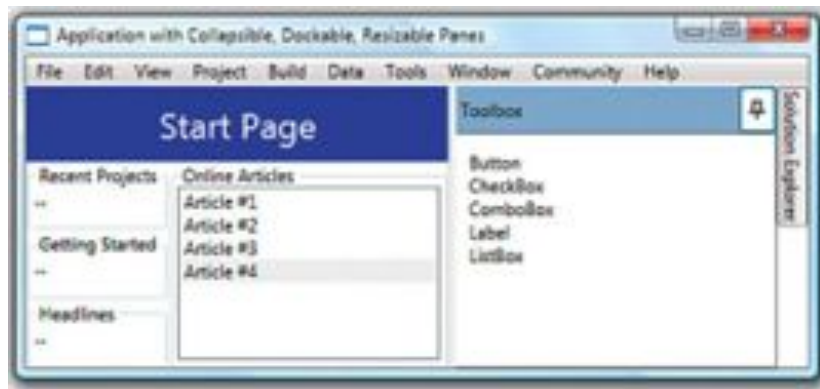 Application with Collapsible, Dockable, Resizable Panes
File Edit View Project Build Data Tools Window Community Help
Start Page
Recent Projects
--
Getting Started
--
Headlines
--
Online Articles
Article #1
Article #2
Article #3
Article #4
Toolbox
Button
CheckBox
ComboBox
Label
ListBox
Solution Explorer